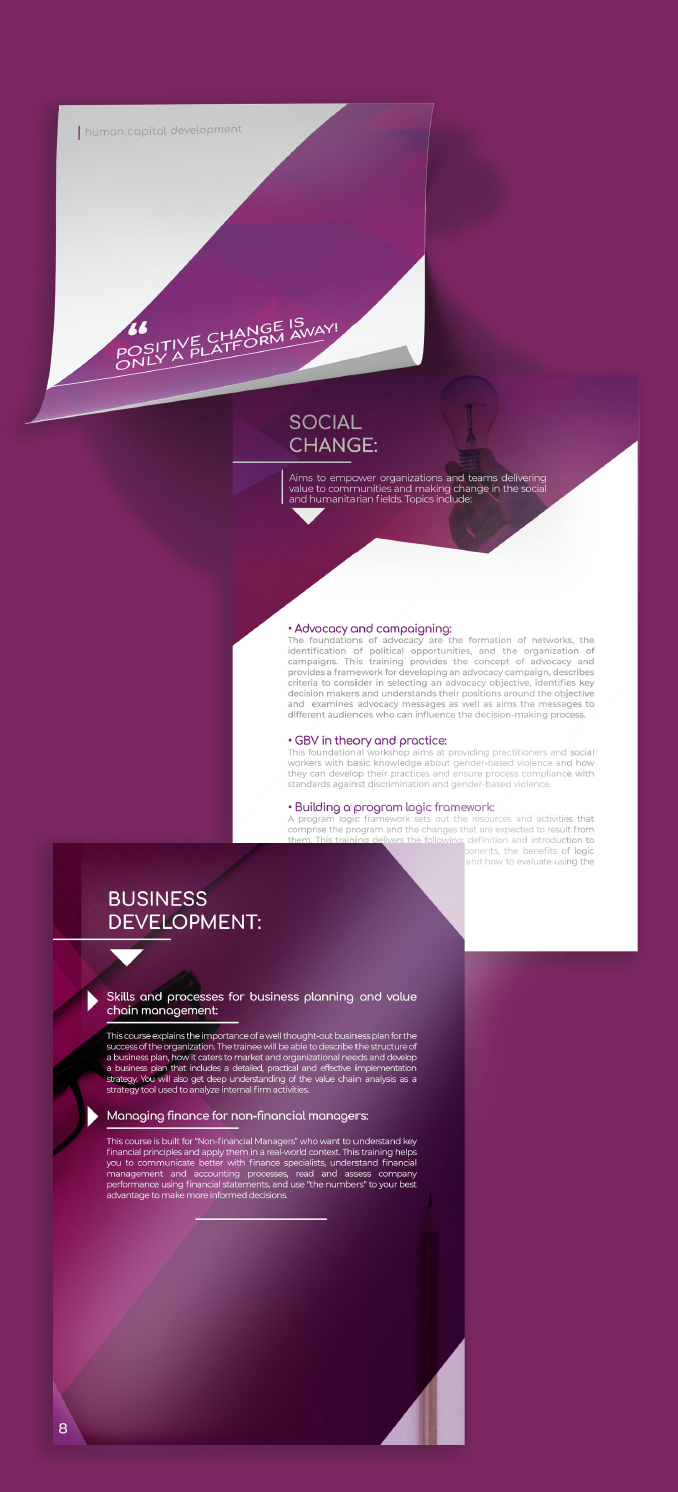 human capital development
“
POSITIVE CHANGE IS
ONLY A PLATFORM AWAY!
SOCIAL
CHANGE:
Aims to empower organizations and teams delivering
value to communities and making change in the social
and humanitarian fields. Topics include:
• Advocacy and campaigning:
The foundations of advocacy are the formation of networks, the
identification of political opportunities, and the organization of
campaigns. This training provides the concept of advocacy and
provides a framework for developing an advocacy campaign, describes
criteria to consider in selecting an advocacy objective, identifies key
decision makers and understands their positions around the objective
and examines advocacy messages as well as aims the messages to
different audiences who can influence the decision-making process.
• GBV in theory and practice:
This foundational workshop aims at providing practitioners and social
workers with basic knowledge about gender-based violence and how
they can develop their practices and ensure process compliance with
standards against discrimination and gender-based violence.
• Building a program logic framework:
A program logic framework sets out the resources and activities that
comprise the program and the changes that are expected to result from
them. This training delivers the following: definition and introduction to
the benefits of logic
and how to evaluate using the
BUSINESS
DEVELOPMENT:
Skills and processes for business planning and value
chain management:
This course explains the importance of a well thought-out business plan for the
success of the organization. The trainee will be able to describe the structure of
a business plan, how it caters to market and organizational needs and develop
a business plan that includes a detailed, practical and effective implementation
strategy. You will also get deep understanding of the value chain analysis as a
strategy tool used to analyze internal firm activities.
Managing finance for non-financial managers:
This course is built for "Non-financial Managers" who want to understand key
financial principles and apply them in a real-world context. This training helps
you to communicate better with finance specialists, understand financial
management and accounting processes, read and assess company
performance using financial statements, and use "the numbers" to your best
advantage to make more informed decisions.
8